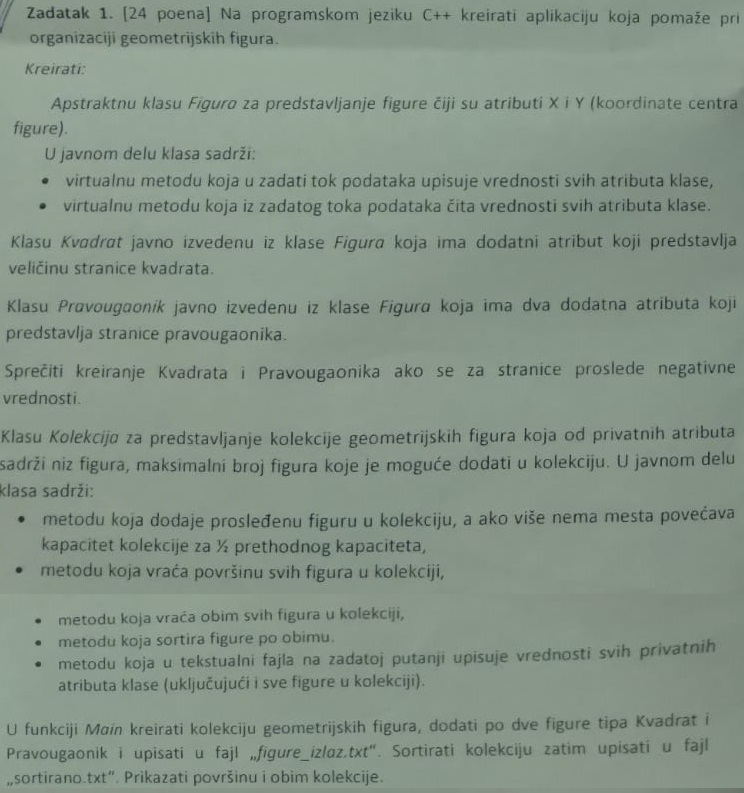 Zadatak 1. [24 poena] Na programskom jeziku C++ kreirati aplikaciju koja pomaže pri
organizaciji geometrijskih figura.
Kreirati:
Apstraktnu klasu Figura za predstavljanje figure čiji su atributi X i Y (koordinate centra
figure).
U javnom delu klasa sadrži:
• virtualnu metodu koja u zadati tok podataka upisuje vrednosti svih atributa klase,
• virtualnu metodu koja iz zadatog toka podataka čita vrednosti svih atributa klase.
Klasu Kvadrat javno izvedenu iz klase Figura koja ima dodatni atribut koji predstavlja
veličinu stranice kvadrata.
Klasu Pravougaonik javno izvedenu iz klase Figura koja ima dva dodatna atributa koji
predstavlja stranice pravougaonika.
Sprečiti kreiranje Kvadrata i Pravougaonika ako se za stranice proslede negativne
vrednosti.
Klasu Kolekcija za predstavljanje kolekcije geometrijskih figura koja od privatnih atributa
sadrži niz figura, maksimalni broj figura koje je moguće dodati u kolekciju. U javnom delu
klasa sadrži:
• metodu koja dodaje prosleđenu figuru u kolekciju, a ako više nema mesta povećava
kapacitet kolekcije za ½ prethodnog kapaciteta,
• metodu koja vraća površinu svih figura u kolekciji,
• metodu koja vraća obim svih figura u kolekciji,
• metodu koja sortira figure po obimu.
• metodu koja u tekstualni fajla na zadatoj putanji upisuje vrednosti svih privatnih
atributa klase (uključujući i sve figure u kolekciji).
U funkciji Main kreirati kolekciju geometrijskih figura, dodati po dve figure tipa Kvadrat i
Pravougaonik i upisati u fajl „figure_izlaz.txt“. Sortirati kolekciju zatim upisati u fajl
„sortirano.txt“. Prikazati površinu i obim kolekcije.